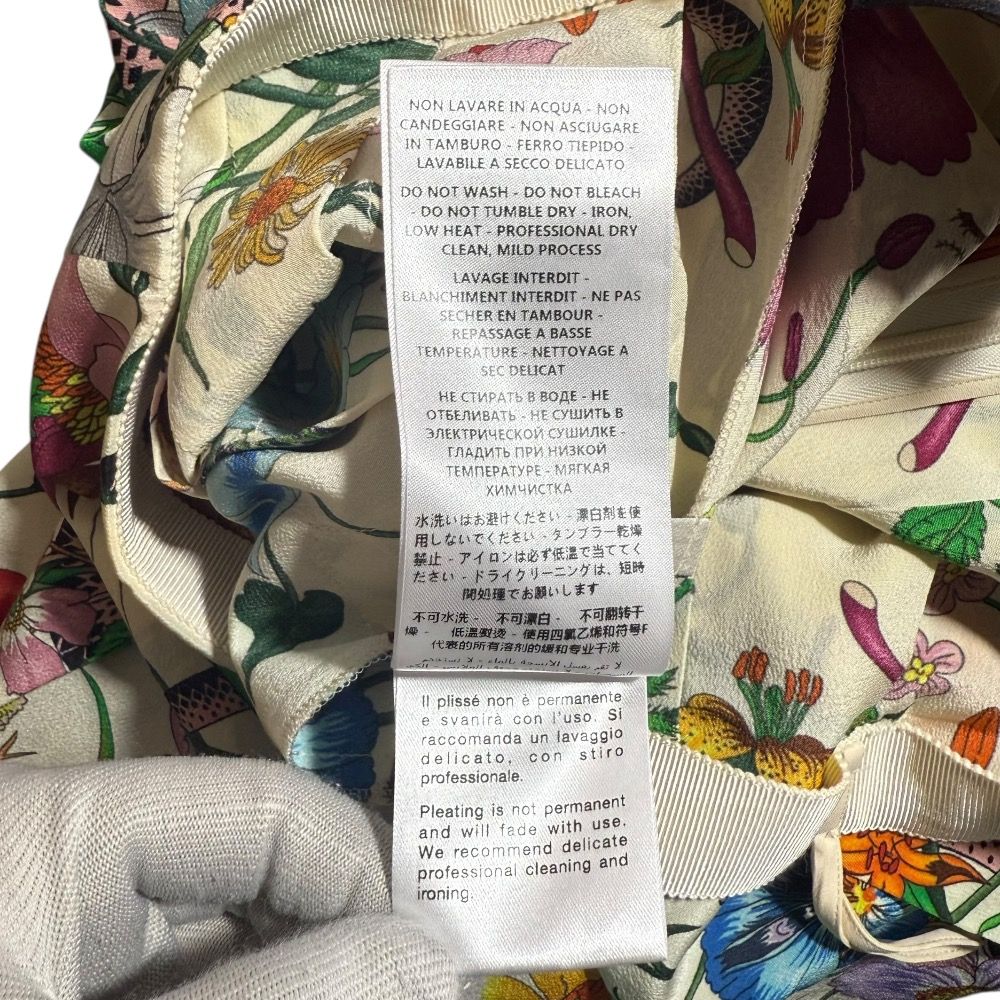 NON LAVARE IN ACQUA - NON
CANDEGGIARE - NON ASCIUGARE
IN TAMBURO - FERRO TIEPIDO -
LAVABILE A SECCO DELICATO
DO NOT WASH - DO NOT BLEACH
- DO NOT TUMBLE DRY - IRON,
LOW HEAT - PROFESSIONAL DRY
CLEAN, MILD PROCESS
LAVAGE INTERDIT -
BLANCHIMENT INTERDIT - NE PAS
SECHER EN TAMBOUR -
REPASSAGE A BASSE
TEMPERATURE - NETTOYAGE A
SEC DELICAT
НЕ СТИРАТЬ В ВОДЕ - НЕ
ОТБЕЛИВАТЬ - НЕ СУШИТЬ В
ЭЛЕКТРИЧЕСКОЙ СУШИЛКЕ -
ГЛАДИТЬ ПРИ НИЗКОЙ
ТЕМПЕРАТУРЕ - МЯГКАЯ
ХИМЧИСТКА
水洗いはお避けください - 漂白剤を使
用しないでください - タンブラー乾燥
禁止 - アイロンは必ず低温で当ててく
ださい - ドライクリーニングは、短時
間処理でお願いします
不可水洗 - 不可漂白 - 不可翻转干
燥 - 低温熨烫 - 使用四氯乙烯和符号F
代表的所有溶剂的缓和专业干洗
Il plissé non è permanente
e svanirà con l'uso. Si
raccomanda un lavaggio
delicato, con stiro
professionale.
Pleating is not permanent
and will fade with use.
We recommend delicate
professional cleaning and
ironing.